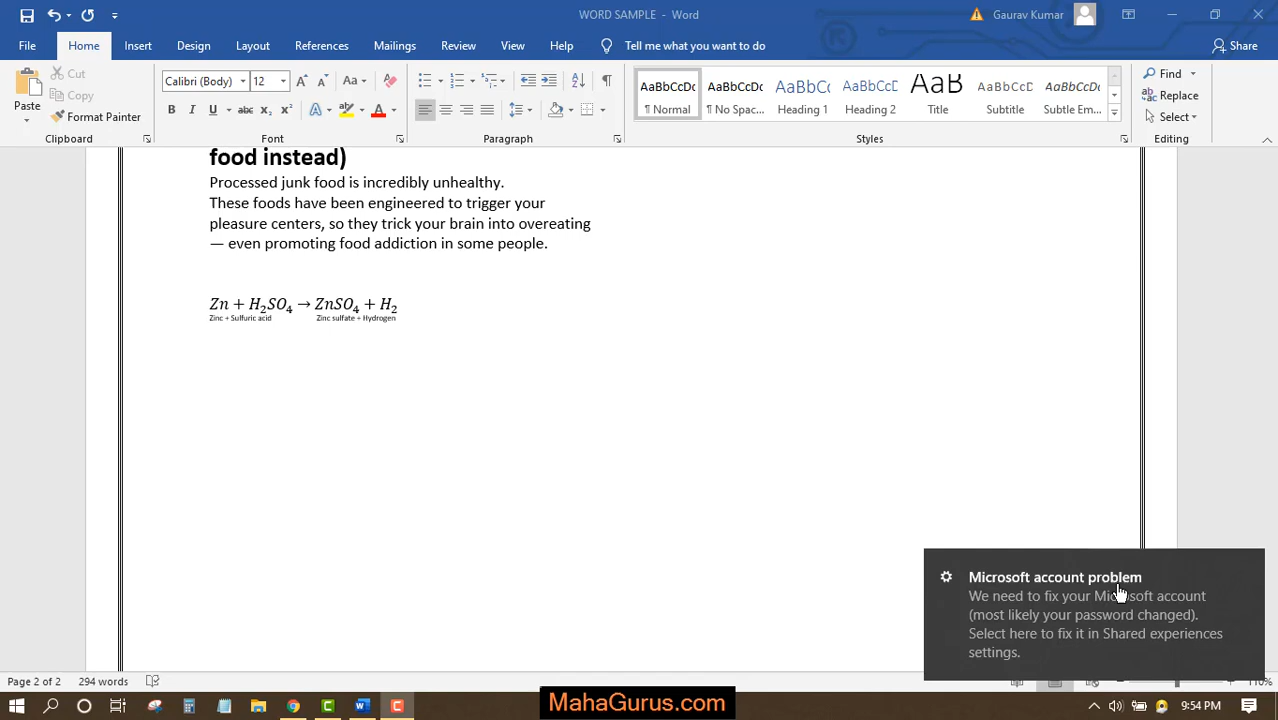 WORD SAMPLE - Word
Gaurav Kumar
File Home Insert Design Layout References Mailings Review View Help Tell me what you want to do Share
Paste
Cut
Copy
Format Painter
Clipboard
Calibri (Body) 12
Font
Paragraph
AaBbCcDc AaBbCcDc AaBbCc AaBbCcD AaB AaBbCcD AaBbCcDc
¶ Normal ¶ No Spac... Heading 1 Heading 2 Title Subtitle Subtle Em...
Styles
Find
Replace
Select
Editing
food instead)
Processed junk food is incredibly unhealthy.
These foods have been engineered to trigger your
pleasure centers, so they trick your brain into overeating
— even promoting food addiction in some people.
Zn + H₂SO₄ → ZnSO₄ + H₂
Zinc + Sulfuric acid Zinc sulfate + Hydrogen
Microsoft account problem
We need to fix your Microsoft account
(most likely your password changed).
Select here to fix it in Shared experiences
settings.
Page 2 of 2 294 words 110%
MahaGurus.com
9:54 PM